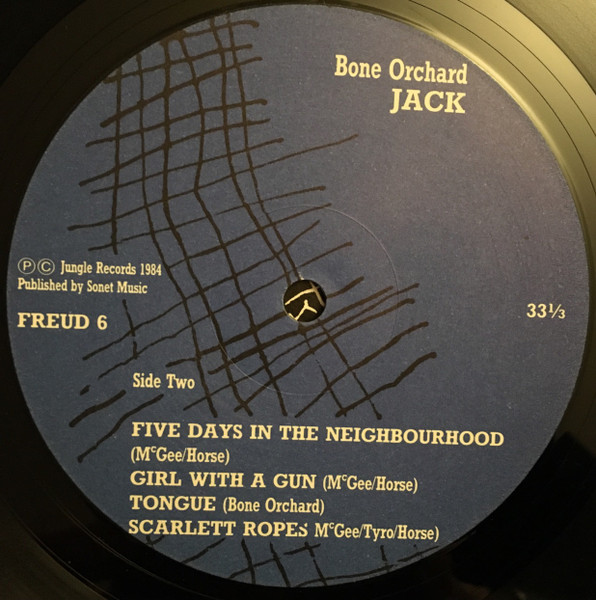 Bone Orchard
JACK
ⓅⒸ Jungle Records 1984
Published by Sonet Music
FREUD 6
33⅓
Side Two
FIVE DAYS IN THE NEIGHBOURHOOD
(McGee/Horse)
GIRL WITH A GUN (McGee/Horse)
TONGUE (Bone Orchard)
SCARLETT ROPES McGee/Tyro/Horse)